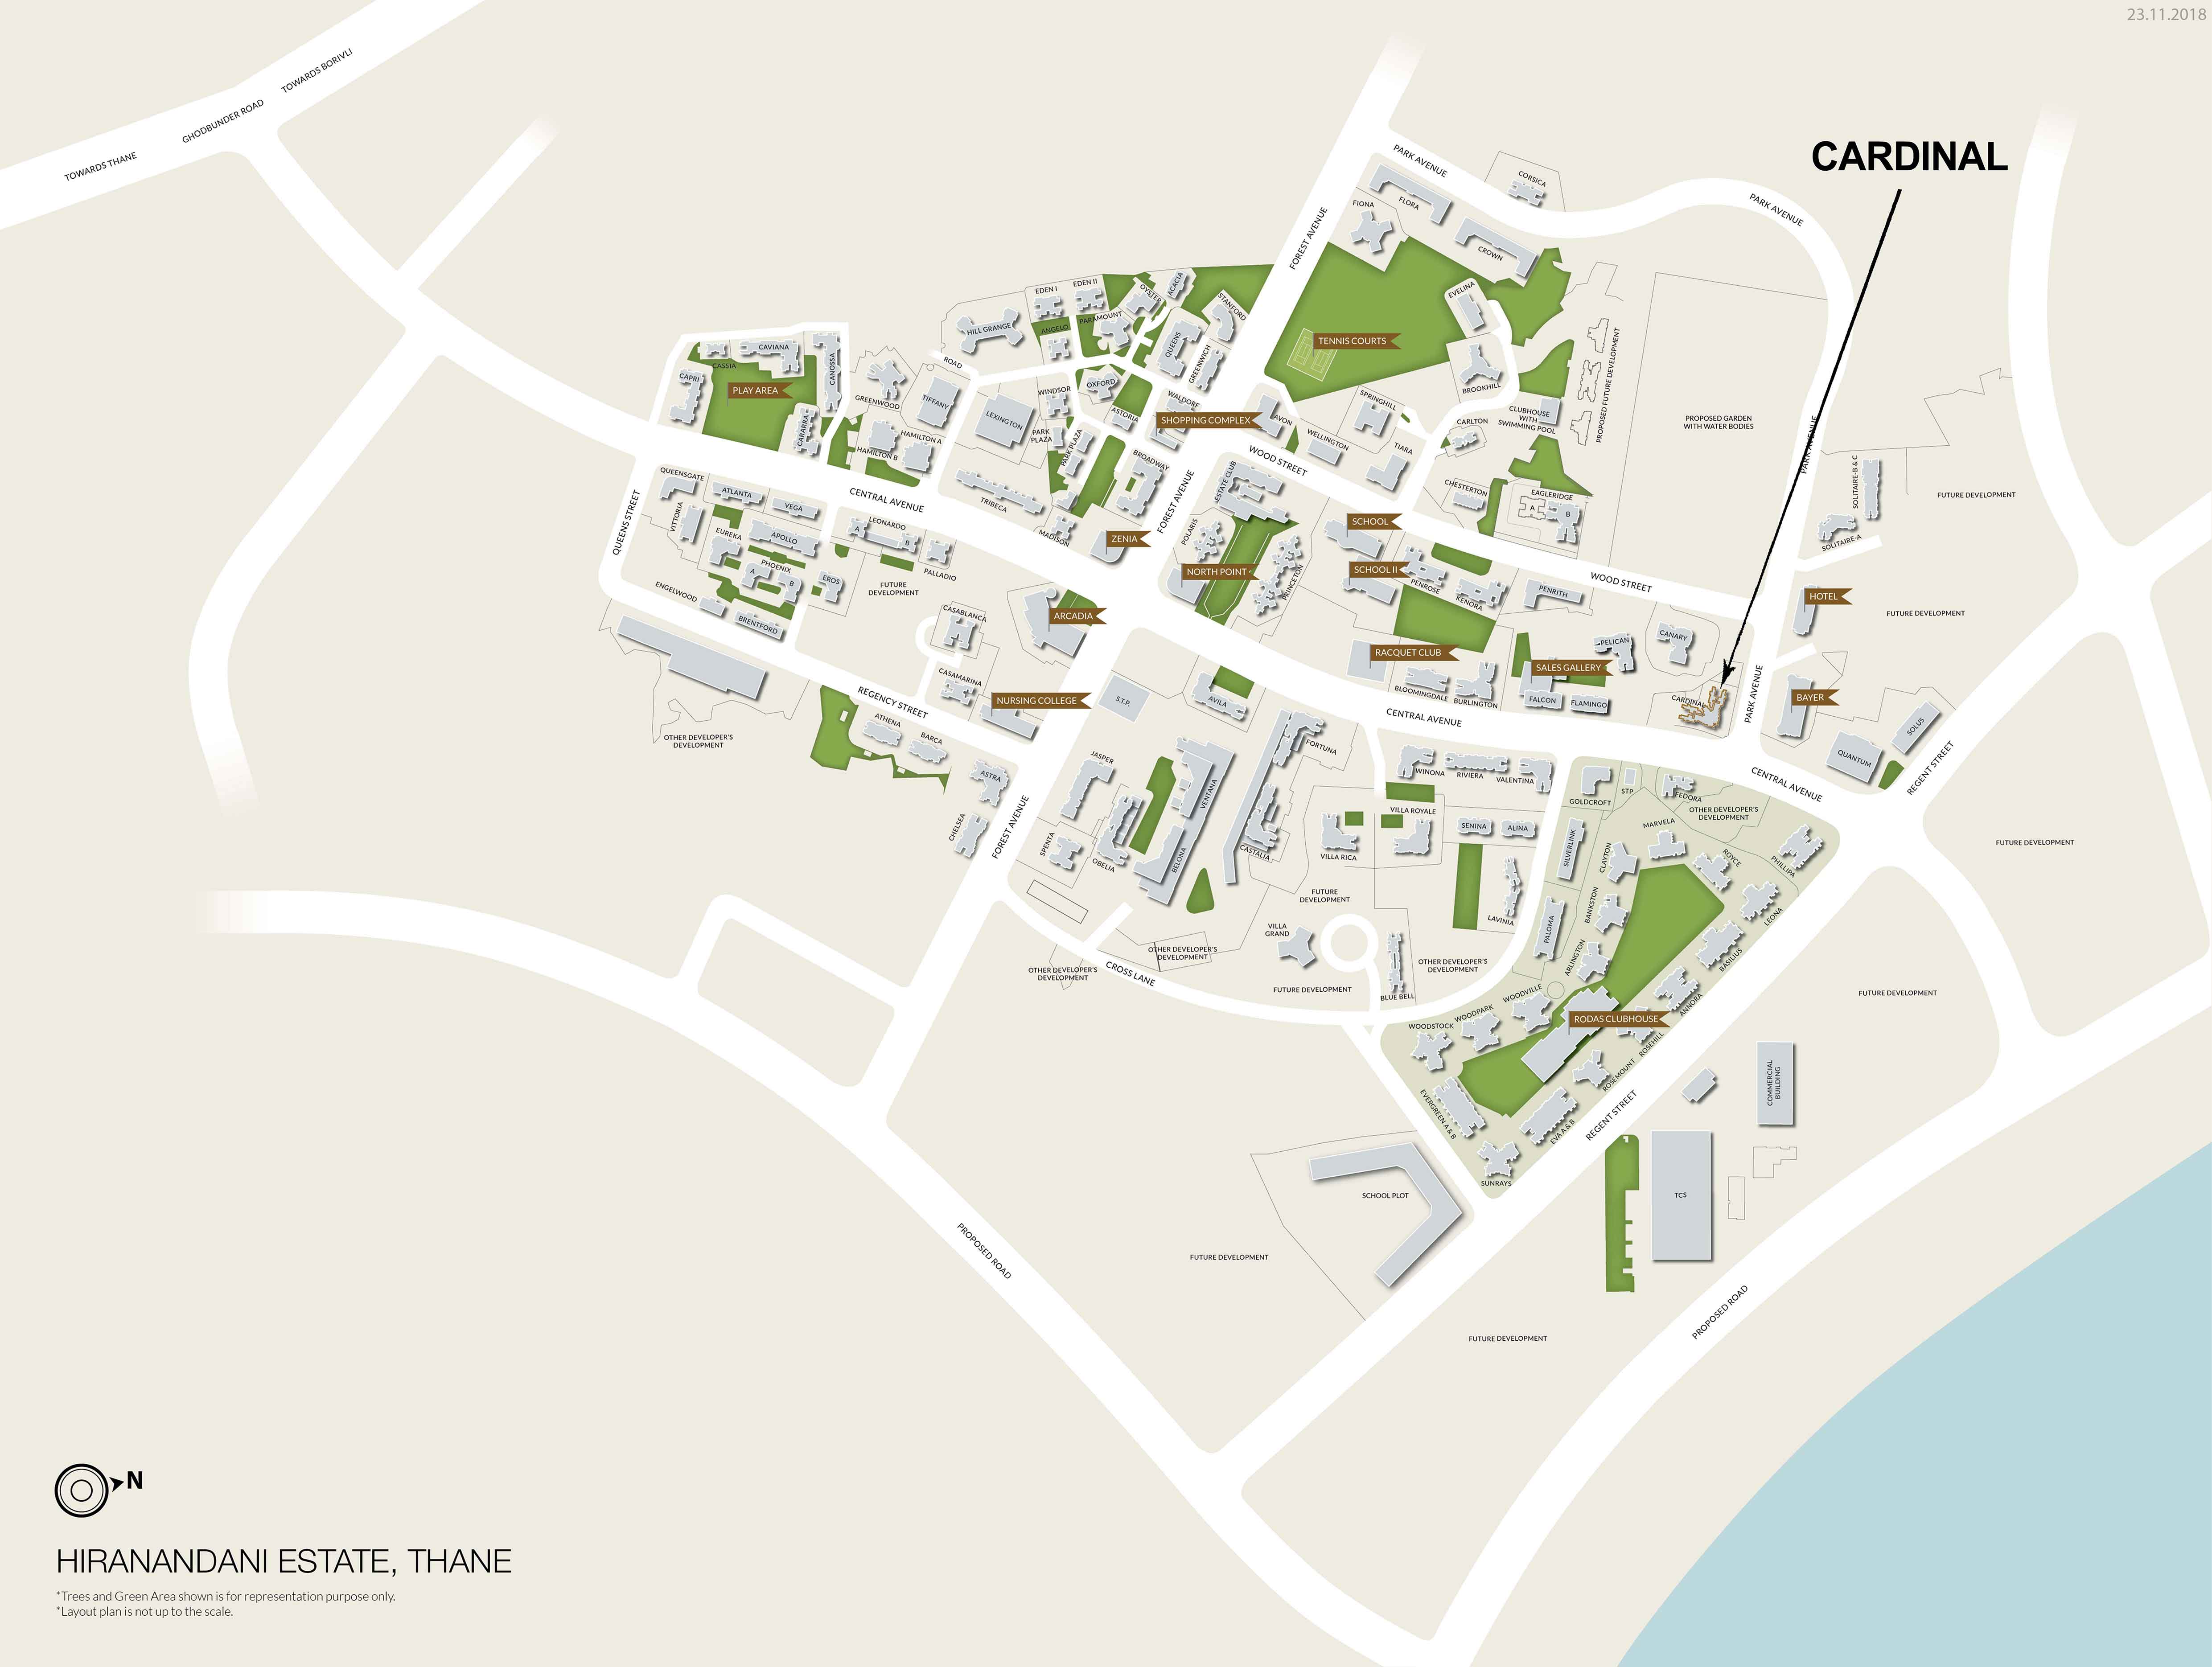 23.11.2018
TOWARDS BORIVLI
GHODBUNDER ROAD
TOWARDS THANE
CARDINAL
PARK AVENUE
CORSICA
PARK AVENUE
FLORA
FIONA
FOREST AVENUE
CROWN
EVELINA
TENNIS COURTS
BROOKHILL
PROPOSED FUTURE DEVELOPMENT
PROPOSED GARDEN
WITH WATER BODIES
PARK AVENUE
ACACIA
OYSTER
EDEN II
EDEN I
STANFORD
PARAMOUNT
ANGELO
HILL GRANGE
QUEENS
GREENWICH
ROAD
CAVIANA
CASSIA
CANOSSA
CAPRI
PLAY AREA
CARARRA
GREENWOOD
TIFFANY
LEXINGTON
WINDSOR
OXFORD
WALDORF
ASTORIA
SHOPPING COMPLEX
AVON
SPRINGHILL
WELLINGTON
TIARA
CARLTON
CLUBHOUSE
WITH
SWIMMING POOL
HAMILTON A
HAMILTON B
PARK
PLAZA
PARK PLAZA
BROADWAY
WOOD STREET
ESTATE CLUB
FOREST AVENUE
CHESTERTON
EAGLERIDGE
A
B
SOLITAIRE-B & C
SOLITAIRE-A
FUTURE DEVELOPMENT
QUEENSGATE
ATLANTA
VEGA
VITTORIA
QUEENS STREET
CENTRAL AVENUE
TRIBECA
MADISON
ZENIA
POLARIS
NORTH POINT
PRINCETON
SCHOOL
SCHOOL II
PENROSE
KENORA
PENRITH
WOOD STREET
EUREKA
APOLLO
LEONARDO
A
B
PALLADIO
PHOENIX
A
B
EROS
FUTURE
DEVELOPMENT
ENGELWOOD
BRENTFORD
CASABLANCA
ARCADIA
CASAMARINA
NURSING COLLEGE
REGENCY STREET
S.T.P.
AVILA
RACQUET CLUB
BLOOMINGDALE
BURLINGTON
SALES GALLERY
PELICAN
CANARY
FALCON
FLAMINGO
CARDINAL
PARK AVENUE
HOTEL
FUTURE DEVELOPMENT
BAYER
SOLUS
QUANTUM
REGENT STREET
CENTRAL AVENUE
CENTRAL AVENUE
OTHER DEVELOPER'S
DEVELOPMENT
ATHENA
BARCA
ASTRA
CHELSEA
FOREST AVENUE
JASPER
SPENTA
OBELIA
VENTANA
BELONA
FORTUNA
CASTALIA
WINONA
RIVIERA
VALENTINA
VILLA ROYALE
VILLA RICA
SENINA
ALINA
LAVINIA
FUTURE
DEVELOPMENT
VILLA
GRAND
FUTURE DEVELOPMENT
BLUE BELL
OTHER DEVELOPER'S
DEVELOPMENT
OTHER DEVELOPER'S
DEVELOPMENT
OTHER DEVELOPER'S
DEVELOPMENT
CROSS LANE
GOLDCROFT
STP
FEDORA
OTHER DEVELOPER'S
DEVELOPMENT
SILVERLINK
CLAYTON
MARVELA
ROYCE
PHILLIPA
LEONA
BASILIUS
ANNORA
BANKSTON
PALOMA
ARLINGTON
WOODVILLE
WOODPARK
WOODSTOCK
RODAS CLUBHOUSE
ROSEHILL
ROSEMOUNT
EVERGREEN A & B
EVA A & B
SUNRAYS
REGENT STREET
FUTURE DEVELOPMENT
FUTURE DEVELOPMENT
COMMERCIAL
BUILDING
TCS
SCHOOL PLOT
FUTURE DEVELOPMENT
FUTURE DEVELOPMENT
PROPOSED ROAD
PROPOSED ROAD
N
HIRANANDANI ESTATE, THANE
*Trees and Green Area shown is for representation purpose only.
*Layout plan is not up to the scale.